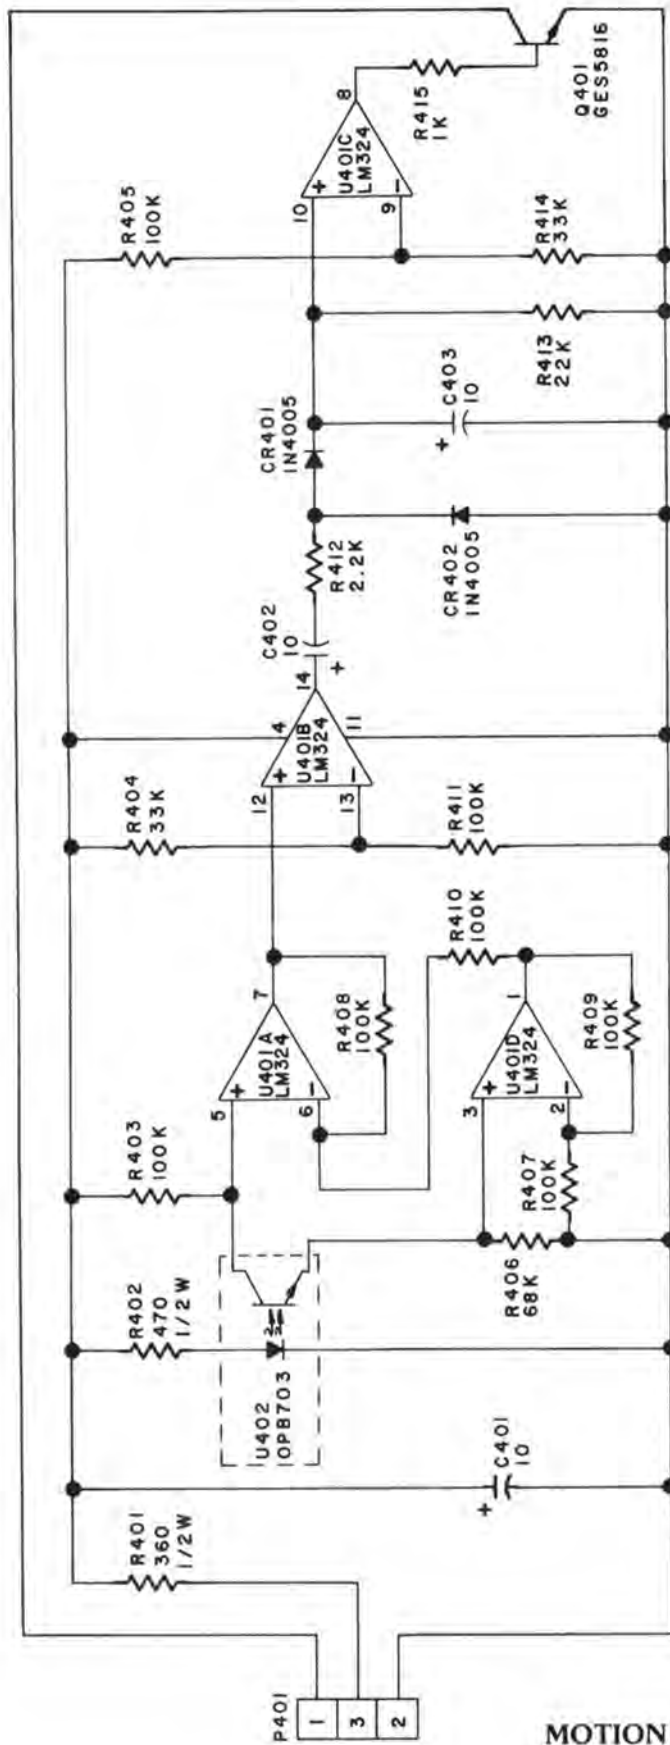 P401
1
3
2
R401
360
1/2W
C401
10
+
R402
470
1/2W
U402
OPB703
R403
100K
5
6
7
+
−
U401A
LM324
R408
100K
R406
68K
R407
100K
3
2
1
+
−
U401D
LM324
R409
100K
R410
100K
R404
33K
R411
100K
12
13
14
4
11
+
−
U401B
LM324
C402
10
+
R412
2.2K
CR401
1N4005
CR402
1N4005
C403
10
+
R413
22K
R405
100K
R414
33K
10
9
8
+
−
U401C
LM324
R415
1K
Q401
GES5816
MOTION